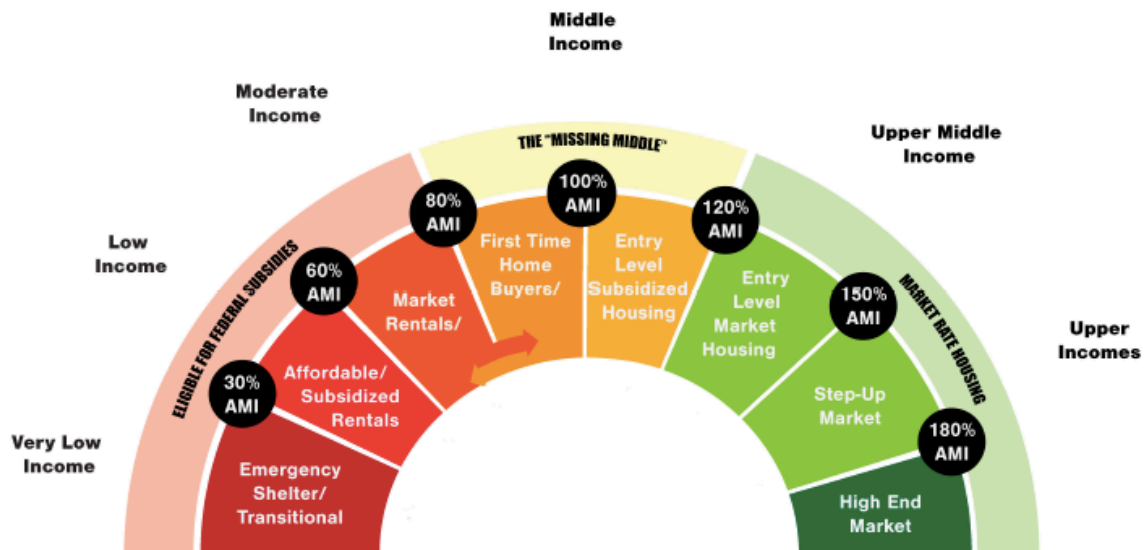 Middle
Income
Moderate
Income
Upper Middle
Income
Low
Income
Upper
Incomes
Very Low
Income
ELIGIBLE FOR FEDERAL SUBSIDIES
THE "MISSING MIDDLE"
MARKET RATE HOUSING
30%
AMI
60%
AMI
80%
AMI
100%
AMI
120%
AMI
150%
AMI
180%
AMI
Emergency
Shelter/
Transitional
Affordable/
Subsidized
Rentals
Market
Rentals/
First Time
Home
Buyers/
Entry
Level
Subsidized
Housing
Entry
Level
Market
Housing
Step-Up
Market
High End
Market